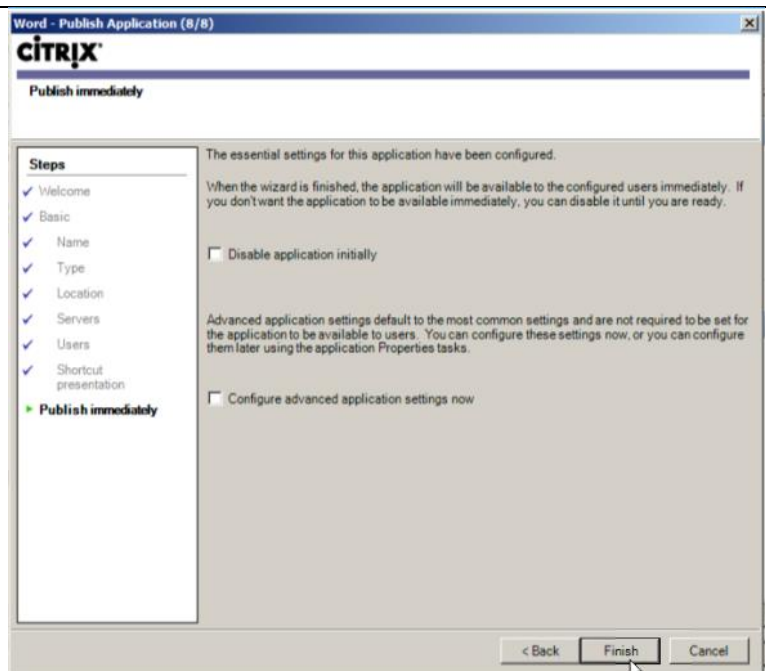 Word - Publish Application (8/8)
CİTRIX
Publish immediately
Steps
Welcome
Basic
Name
Type
Location
Servers
Users
Shortcut
presentation
Publish immediately
The essential settings for this application have been configured.
When the wizard is finished, the application will be available to the configured users immediately. If
you don't want the application to be available immediately, you can disable it until you are ready.
Disable application initially
Advanced application settings default to the most common settings and are not required to be set for
the application to be available to users. You can configure these settings now, or you can configure
them later using the application Properties tasks.
Configure advanced application settings now
< Back
Finish
Cancel